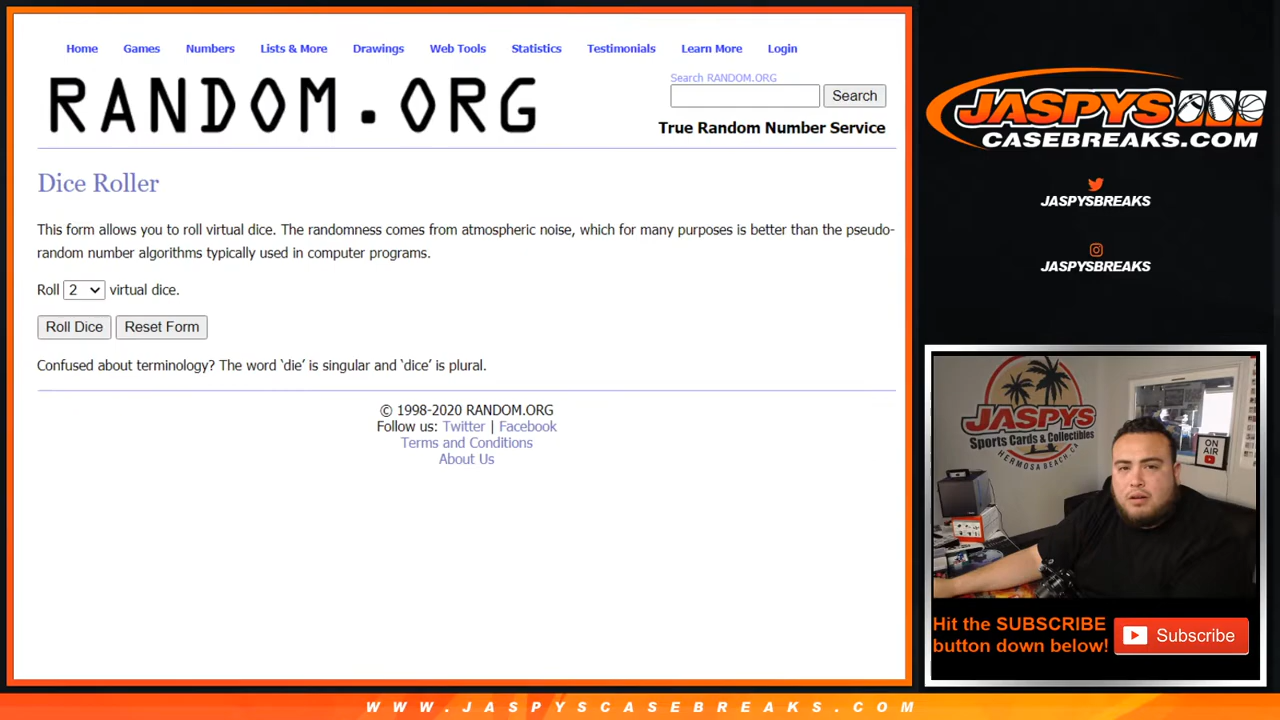 Home Games Numbers Lists & More Drawings Web Tools Statistics Testimonials Learn More Login
RANDOM.ORG
Search RANDOM.ORG
Search
True Random Number Service
Dice Roller
This form allows you to roll virtual dice. The randomness comes from atmospheric noise, which for many purposes is better than the pseudo-
random number algorithms typically used in computer programs.
Roll 2 virtual dice.
Roll Dice Reset Form
Confused about terminology? The word ‘die’ is singular and ‘dice’ is plural.
© 1998-2020 RANDOM.ORG
Follow us: Twitter | Facebook
Terms and Conditions
About Us
JASPYS
CASEBREAKS.COM
JASPYSBREAKS
JASPYSBREAKS
JASPYS
Sports Cards & Collectibles
HERMOSA BEACH, CA
ON
AIR
Hit the SUBSCRIBE
button down below!
Subscribe
WWW.JASPYSCASEBREAKS.COM